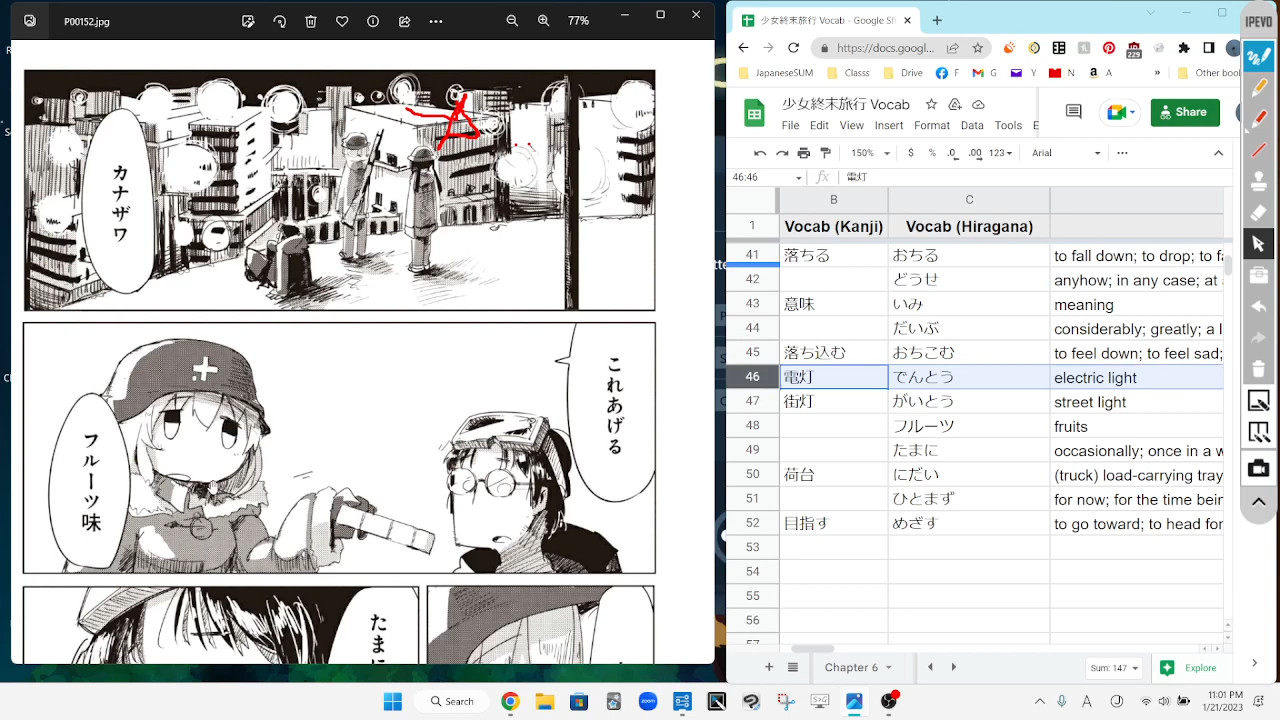 P00152.jpg
77%
カナザワ
これあげる
フルーツ味
たまに
少女終末旅行 Vocab - Google Sh
IPEVO
https://docs.googl...
229
JapaneseSUM
Class
Drive
F
G
Y
N
A
»
Other book
少女終末旅行 Vocab
Share
File Edit View Insert Format Data Tools
150%
$ % .0 .00 123
Arial
46:46
fx
電灯
B C
1 Vocab (Kanji) Vocab (Hiragana)
41 落ちる おちる to fall down; to drop; to fa
42 どうせ anyhow; in any case; at a
43 意味 いみ meaning
44 だいぶ considerably; greatly; a l
45 落ち込む おちこむ to feel down; to feel sad;
46 電灯 でんとう electric light
47 街灯 がいとう street light
48 フルーツ fruits
49 たまに occasionally; once in a w
50 荷台 にだい (truck) load-carrying tray
51 ひとまず for now; for the time bein
52 目指す めざす to go toward; to head for
53
54
55
56
57
Chapter 6
Sum: 147
Explore
Search
zoom
11:01 PM